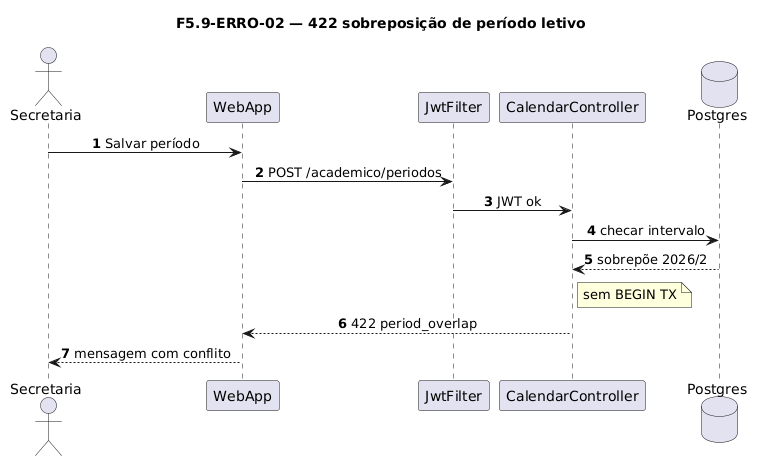 F5.9-ERRO-02 — 422 sobreposição de período letivo
Secretaria
WebApp
JwtFilter
CalendarController
Postgres
1 Salvar período
2 POST /academico/periodos
3 JWT ok
4 checar intervalo
5 sobrepõe 2026/2
sem BEGIN TX
6 422 period_overlap
7 mensagem com conflito
Secretaria
WebApp
JwtFilter
CalendarController
Postgres